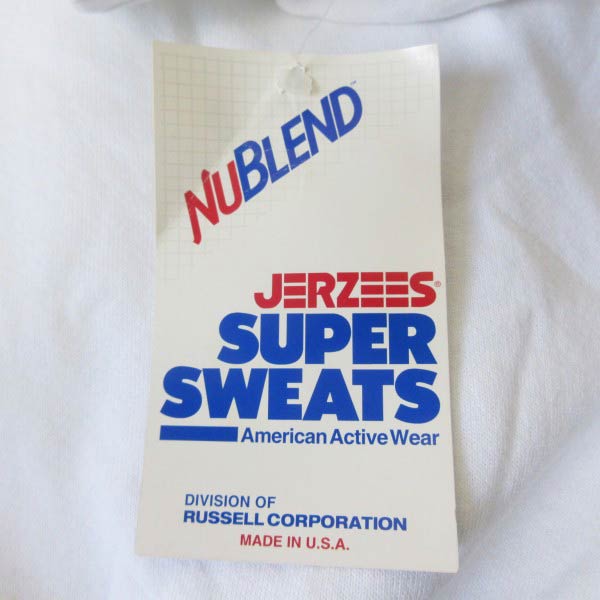 NUBLEND™
JERZEES®
SUPER
SWEATS
American Active Wear
DIVISION OF
RUSSELL CORPORATION
MADE IN U.S.A.